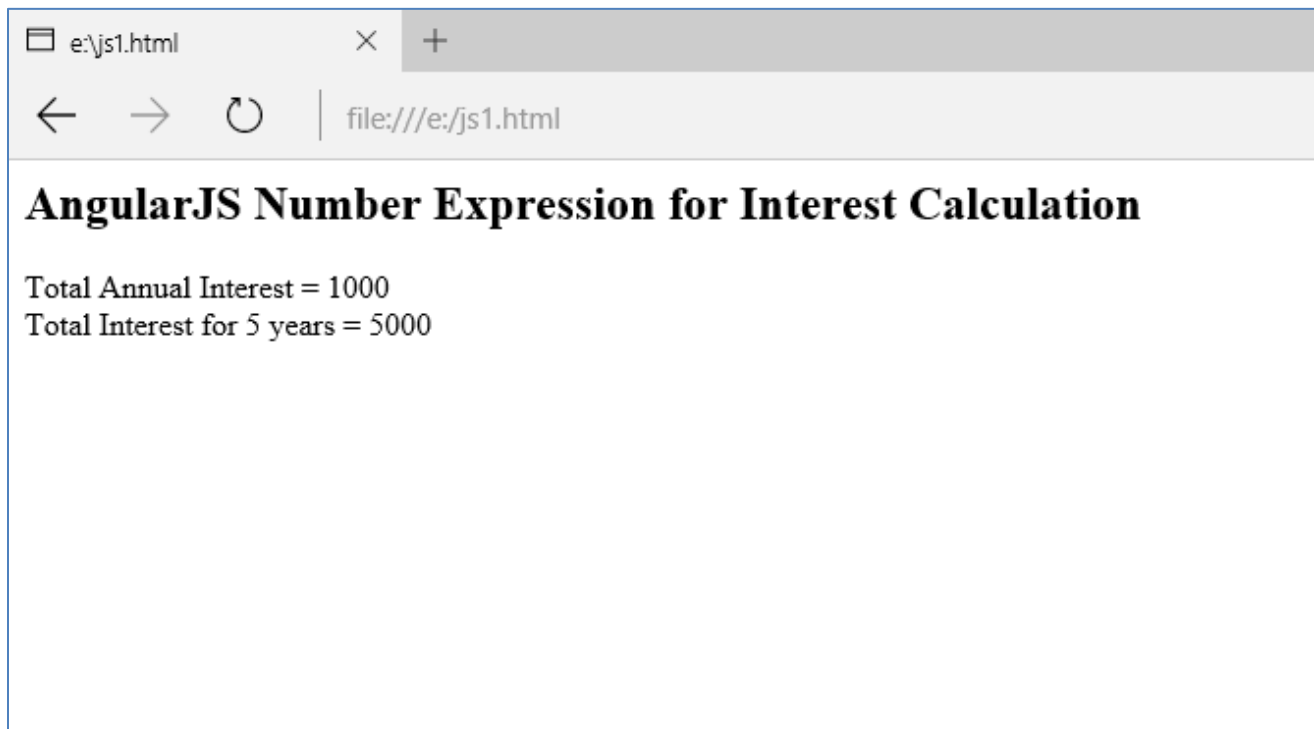 e:\js1.html
file:///e:/js1.html
AngularJS Number Expression for Interest Calculation
Total Annual Interest = 1000
Total Interest for 5 years = 5000